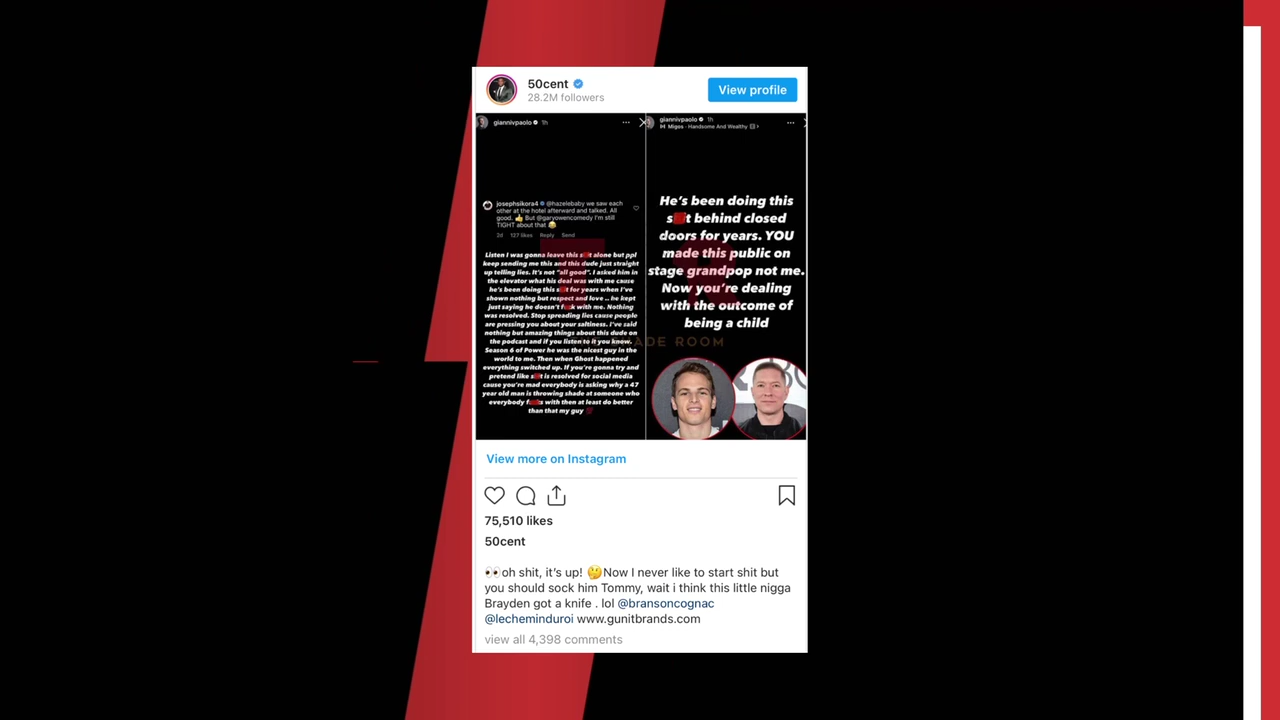 50cent
28.2M followers
View profile
giannivpaolo 1h
josephsikora4 @hazelebaby we saw each
other at the hotel afterward and talked. All
good. 👍 But @garyowencomedy I'm still
TIGHT about that 😂
2d 127 likes Reply Send
Listen I was gonna leave this s t alone but ppl
keep sending me this and this dude just straight
up telling lies. It's not "all good". I asked him in
the elevator what his deal was with me cause
he's been doing this s t for years when I've
shown nothing but respect and love .. he kept
just saying he doesn't f k with me. Nothing
was resolved. Stop spreading lies cause people
are pressing you about your saltiness. I've said
nothing but amazing things about this dude on
the podcast and if you listen to it you know.
Season 6 of Power he was the nicest guy in the
world to me. Then when Ghost happened
everything switched up. If you're gonna try and
pretend like s t is resolved for social media
cause you're mad everybody is asking why a 47
year old man is throwing shade at someone who
everybody f s with then at least do better
than that my guy 💯
giannivpaolo 1h
Migos · Handsome And Wealthy E >
He's been doing this
s t behind closed
doors for years. YOU
made this public on
stage grandpop not me.
Now you're dealing
with the outcome of
being a child
ADE ROOM
View more on Instagram
75,510 likes
50cent
👀oh shit, it's up! 🤔Now I never like to start shit but
you should sock him Tommy, wait i think this little nigga
Brayden got a knife . lol @bransoncognac
@lecheminduroi www.gunitbrands.com
view all 4,398 comments